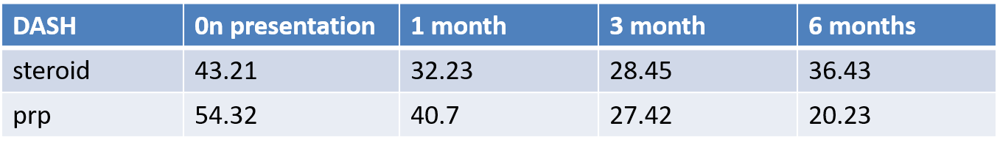 DASH 0n presentation 1 month 3 month 6 months
steroid 43.21 32.23 28.45 36.43
prp 54.32 40.7 27.42 20.23